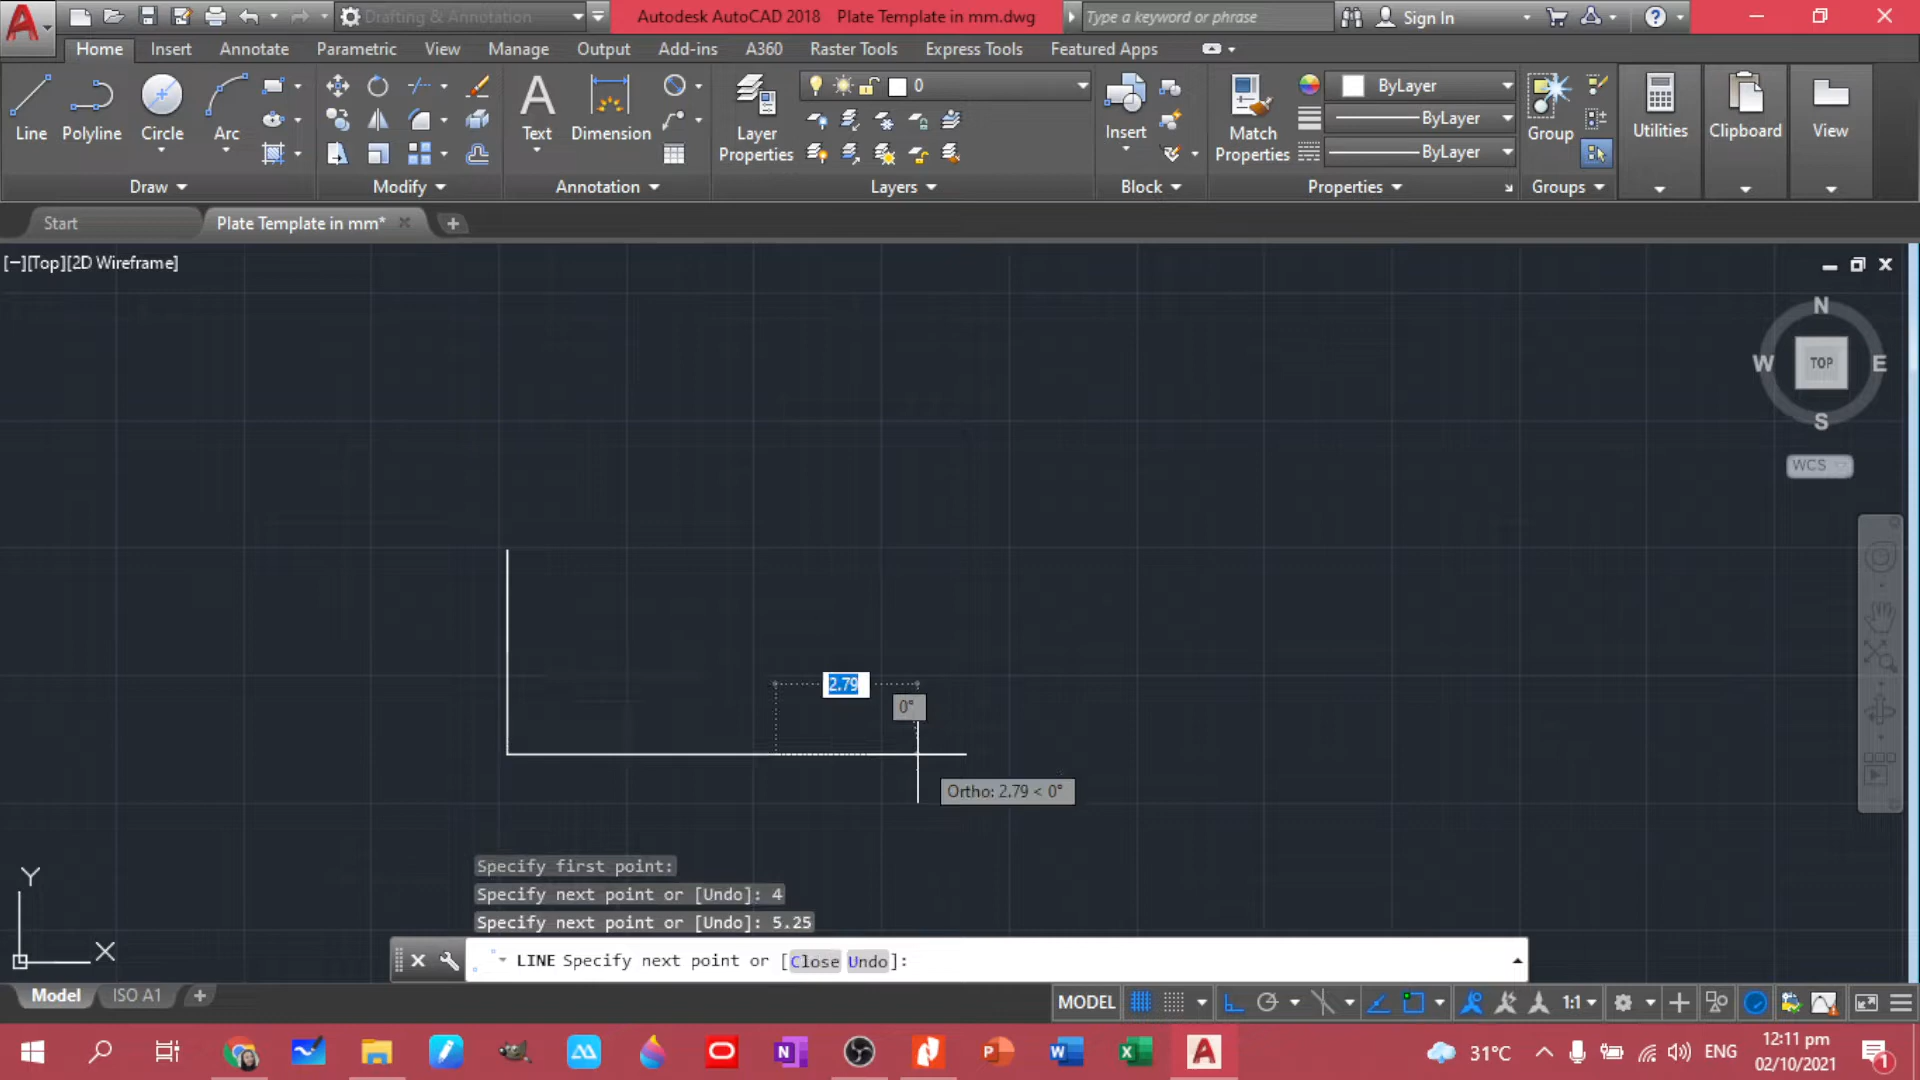 Drafting & Annotation
Autodesk AutoCAD 2018 Plate Template in mm.dwg
Type a keyword or phrase
Sign In
Home Insert Annotate Parametric View Manage Output Add-ins A360 Raster Tools Express Tools Featured Apps
Line Polyline Circle Arc
Text Dimension
Layer Properties
0
Insert
Match Properties
ByLayer
ByLayer
ByLayer
Group
Utilities
Clipboard
View
Draw Modify Annotation Layers Block Properties Groups
Start
Plate Template in mm*
[−][Top][2D Wireframe]
N
W TOP E
S
WCS
2.79
0°
Ortho: 2.79 < 0°
Specify first point:
Specify next point or [Undo]: 4
Specify next point or [Undo]: 5.25
LINE Specify next point or [Close Undo]:
Y
X
Model ISO A1
MODEL
1:1
31°C
ENG
12:11 pm
02/10/2021
1